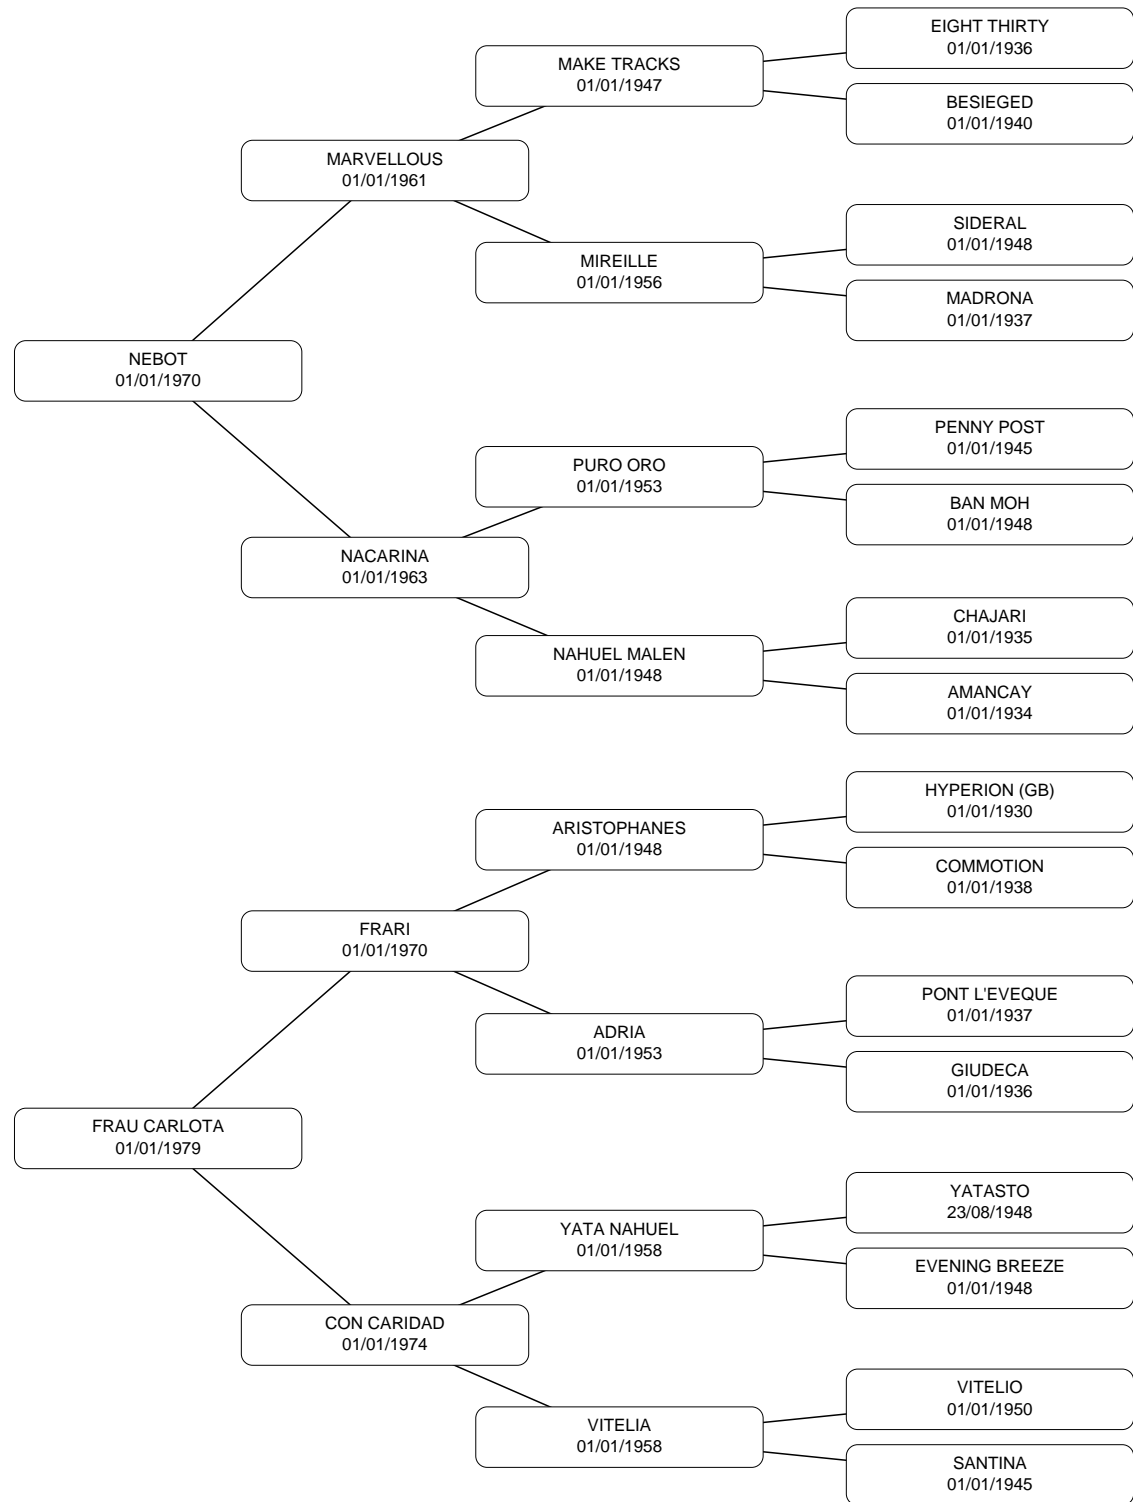 EIGHT THIRTY
01/01/1936
MAKE TRACKS
01/01/1947
BESIEGED
01/01/1940
MARVELLOUS
01/01/1961
SIDERAL
01/01/1948
MIREILLE
01/01/1956
MADRONA
01/01/1937
NEBOT
01/01/1970
PENNY POST
01/01/1945
PURO ORO
01/01/1953
BAN MOH
01/01/1948
NACARINA
01/01/1963
CHAJARI
01/01/1935
NAHUEL MALEN
01/01/1948
AMANCAY
01/01/1934
HYPERION (GB)
01/01/1930
ARISTOPHANES
01/01/1948
COMMOTION
01/01/1938
FRARI
01/01/1970
PONT L'EVEQUE
01/01/1937
ADRIA
01/01/1953
GIUDECA
01/01/1936
FRAU CARLOTA
01/01/1979
YATASTO
23/08/1948
YATA NAHUEL
01/01/1958
EVENING BREEZE
01/01/1948
CON CARIDAD
01/01/1974
VITELIO
01/01/1950
VITELIA
01/01/1958
SANTINA
01/01/1945